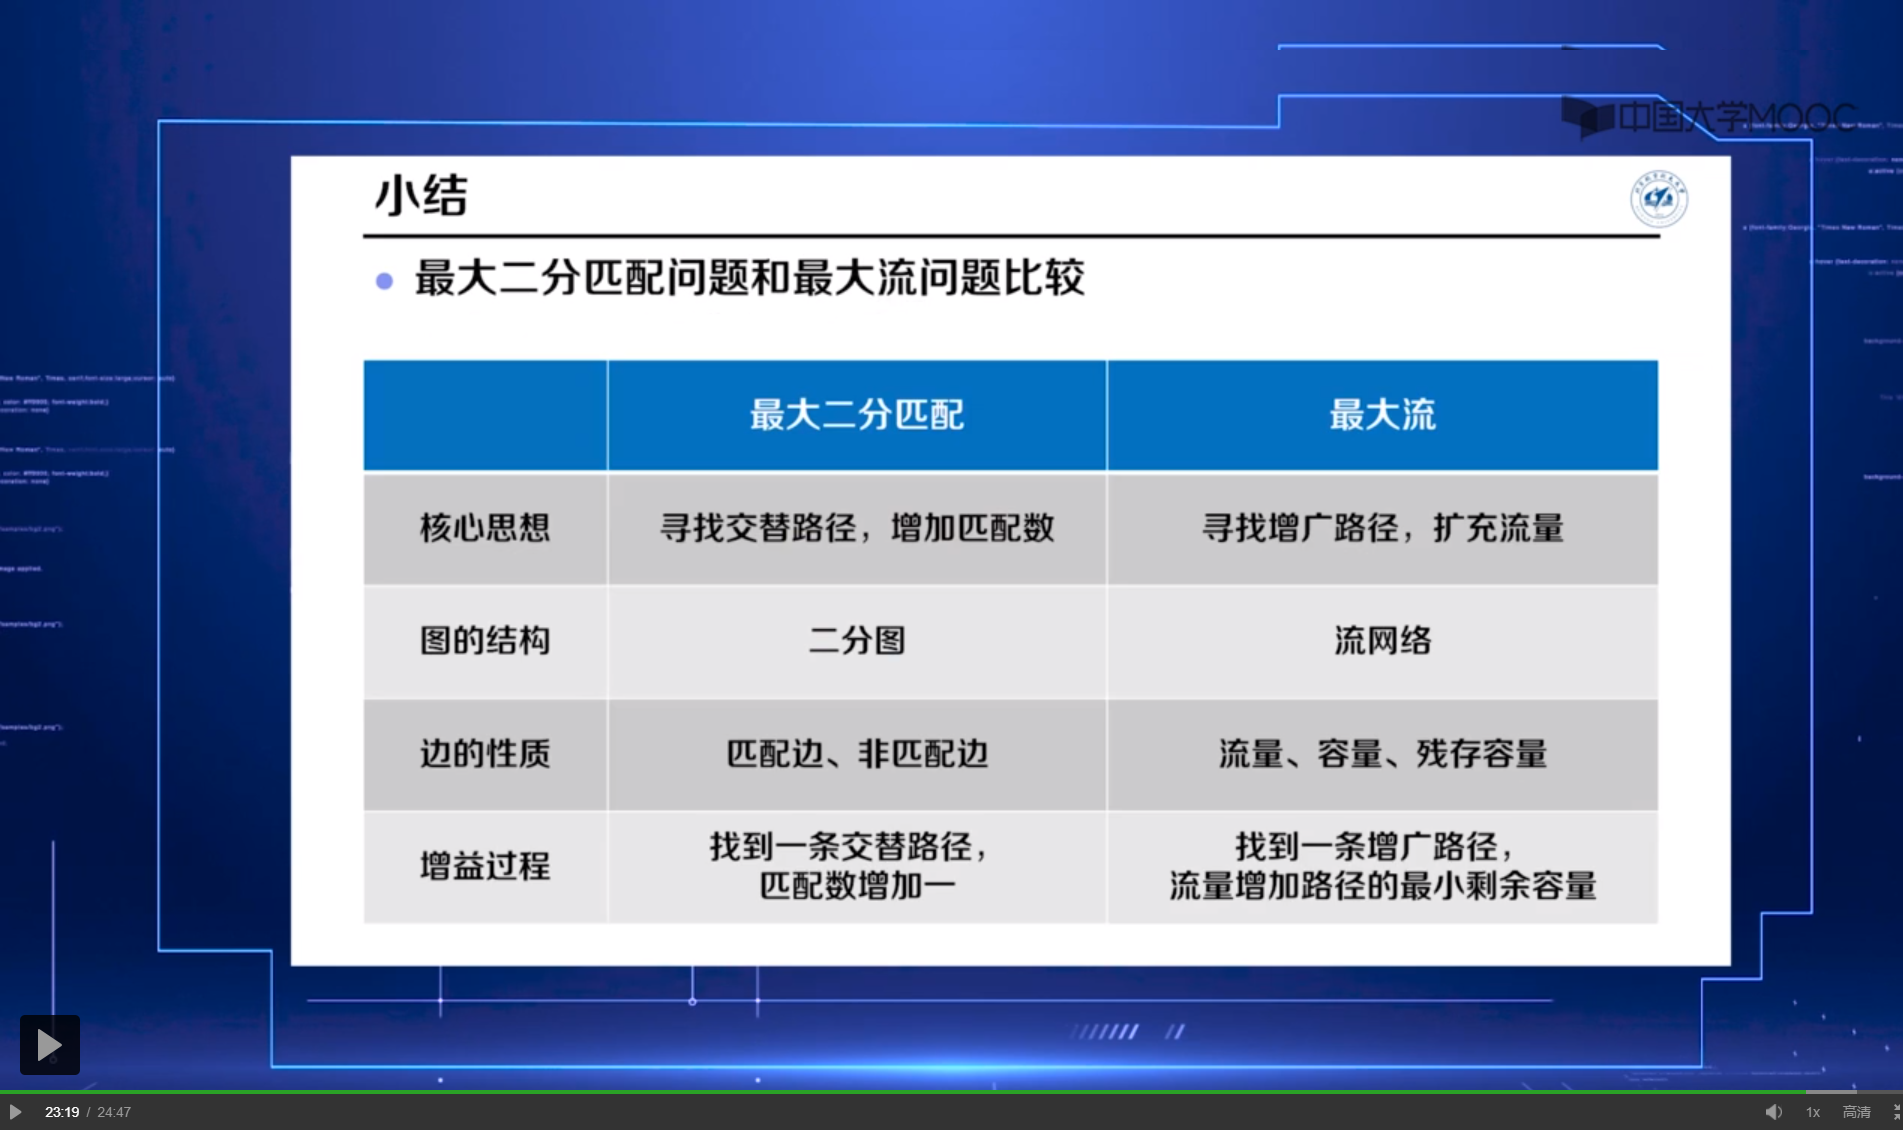 中国大学MOOC
小结
最大二分匹配问题和最大流问题比较
最大二分匹配
最大流
核心思想
寻找交替路径，增加匹配数
寻找增广路径，扩充流量
图的结构
二分图
流网络
边的性质
匹配边、非匹配边
流量、容量、残存容量
增益过程
找到一条交替路径，
匹配数增加一
找到一条增广路径，
流量增加路径的最小剩余容量
23:19 / 24:47
1x
高清